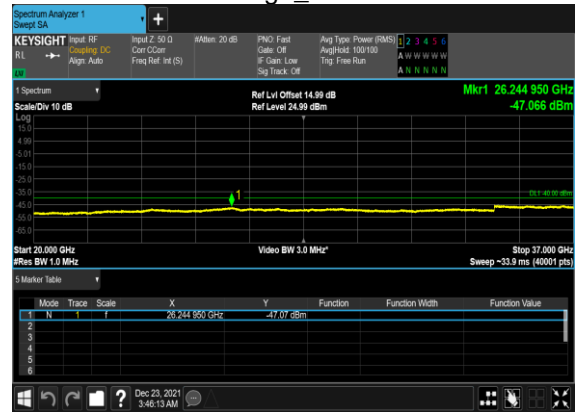 Spectrum Analyzer 1
Swept SA
KEYSIGHT Input: RF Input Z: 50 Ω #Atten: 20 dB PNO: Fast Avg Type: Power (RMS) 1 2 3 4 5 6
RL Coupling: DC Corr CCorr Gate: Off Avg|Hold: 100/100 A W W W W W
Align: Auto Freq Ref: Int (S) IF Gain: Low Trig: Free Run
Sig Track: Off A N N N N N
1 Spectrum Ref Lvl Offset 14.99 dB Mkr1 26.244 950 GHz
Scale/Div 10 dB Ref Level 24.99 dBm -47.066 dBm
Log
15.0
4.99
-5.01
-15.0
-25.0
-35.0 1 DL1 -40.00 dBm
-45.0
-55.0
-65.0
Start 20.000 GHz Video BW 3.0 MHz* Stop 37.000 GHz
#Res BW 1.0 MHz Sweep ~33.9 ms (40001 pts)
5 Marker Table
Mode Trace Scale X Y Function Function Width Function Value
1 N 1 f 26.244 950 GHz -47.07 dBm
2
3
4
5
6
? Dec 23, 2021
3:46:13 AM